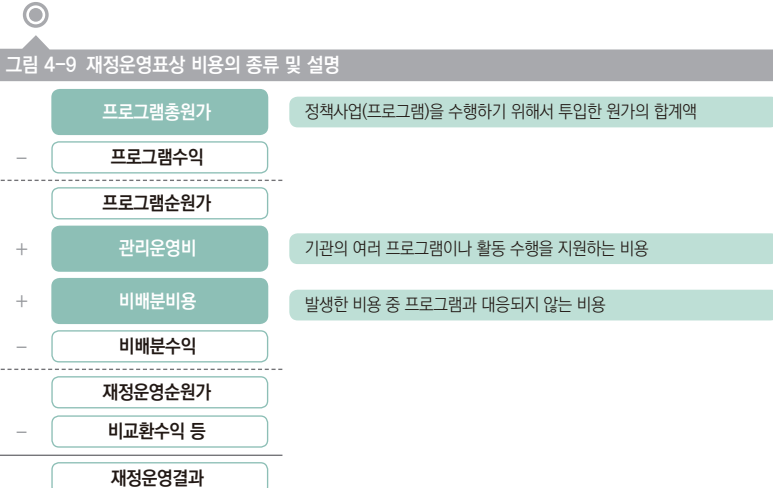 그림 4-9 재정운영표상 비용의 종류 및 설명
프로그램총원가 정책사업(프로그램)을 수행하기 위해서 투입한 원가의 합계액
- 프로그램수익
프로그램순원가
+ 관리운영비 기관의 여러 프로그램이나 활동 수행을 지원하는 비용
+ 비배분비용 발생한 비용 중 프로그램과 대응되지 않는 비용
- 비배분수익
재정운영순원가
- 비교환수익 등
재정운영결과